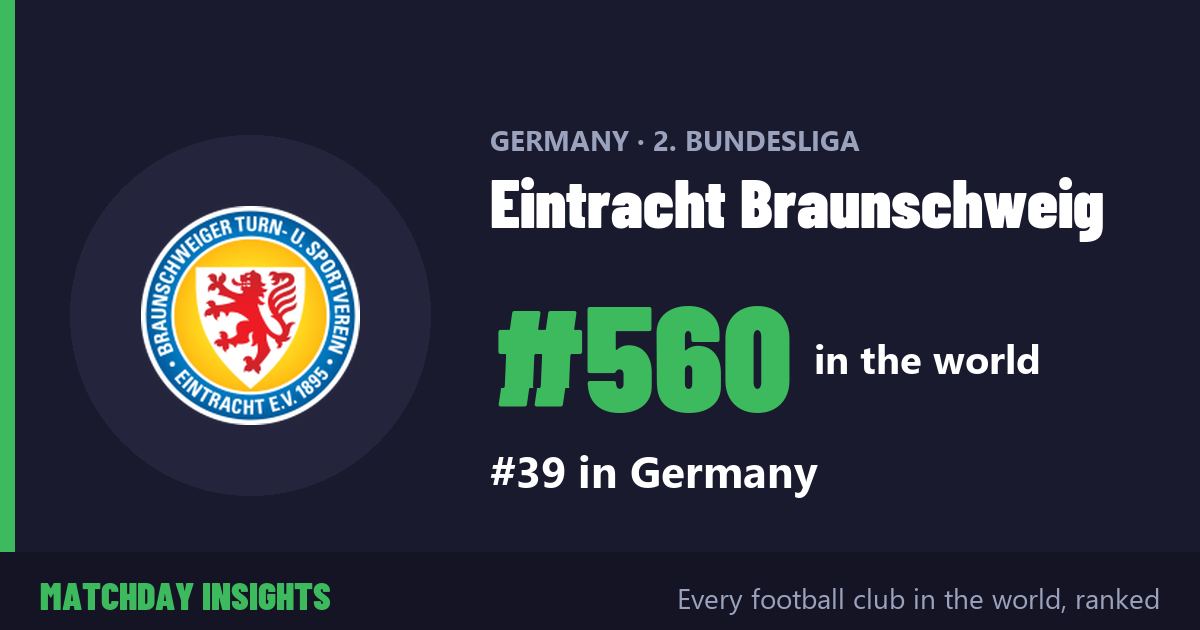 GERMANY · 2. BUNDESLIGA
Eintracht Braunschweig
BRAUNSCHWEIGER TURN- U. SPORTVEREIN
· EINTRACHT E.V. 1895 ·
#560 in the world
#39 in Germany
MATCHDAY INSIGHTS
Every football club in the world, ranked